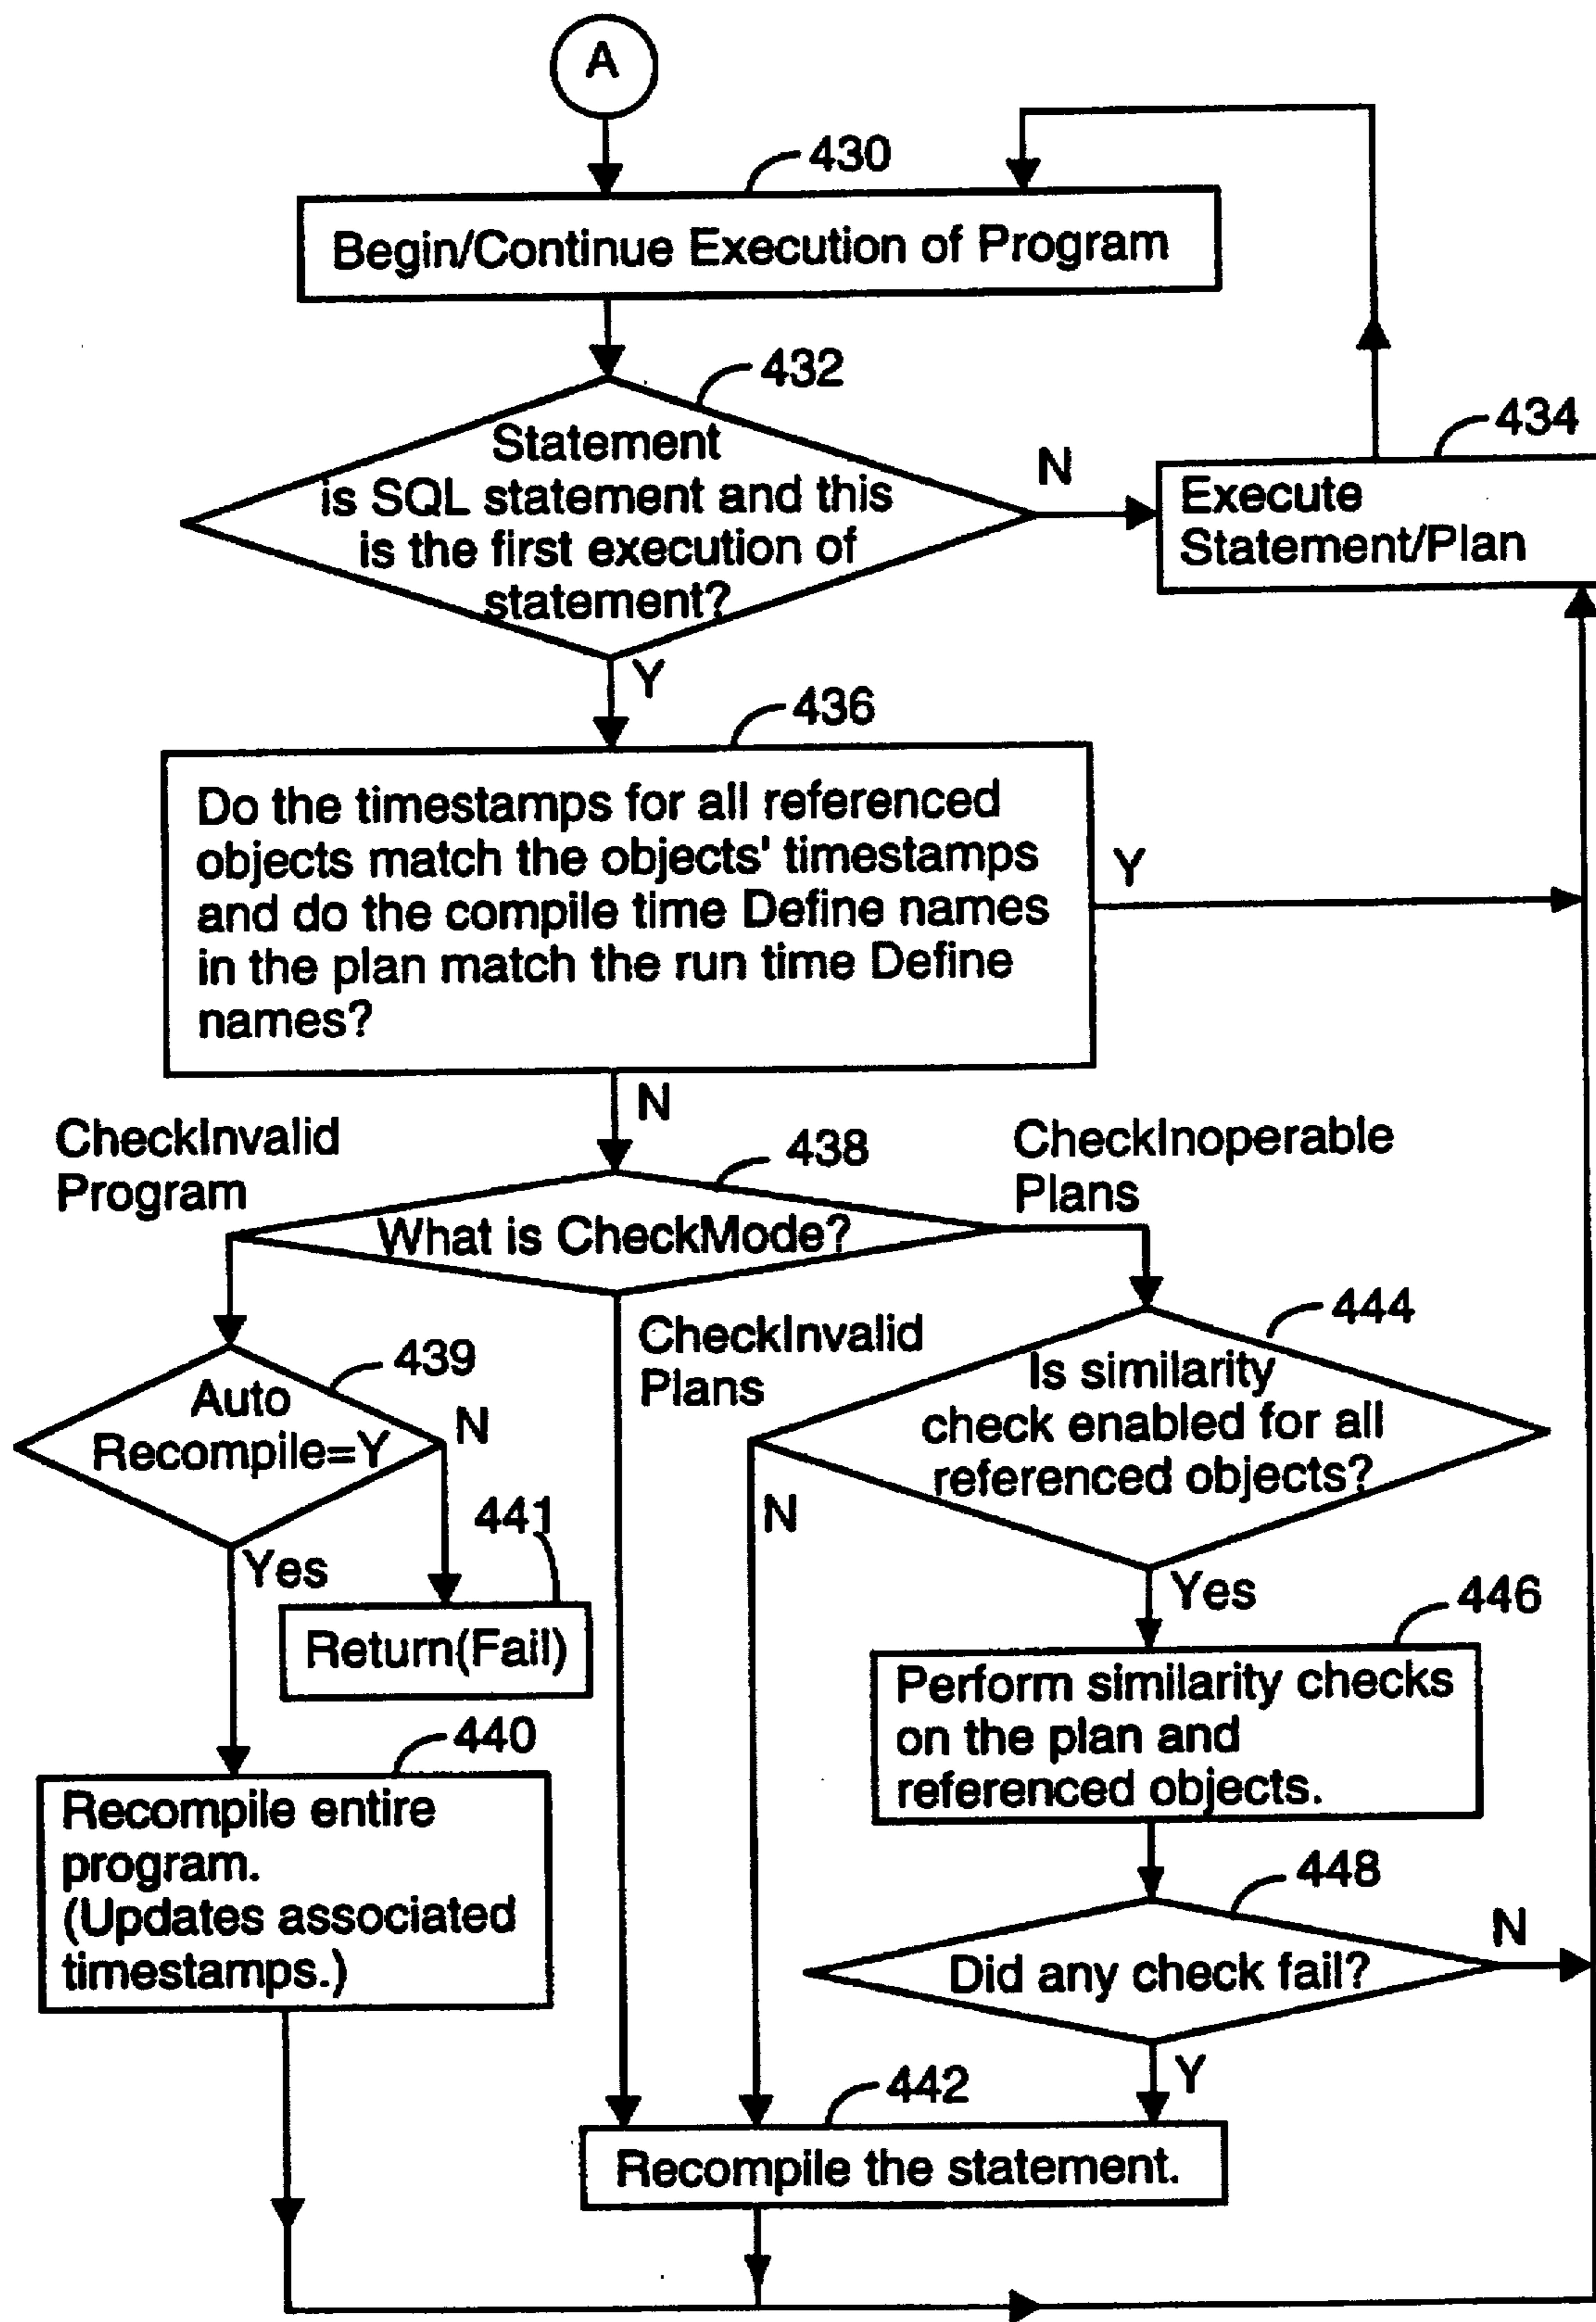 A
430
Begin/Continue Execution of Program
432
Statement
is SQL statement and this
is the first execution of
statement?
N
434
Execute
Statement/Plan
Y
436
Do the timestamps for all referenced
objects match the objects' timestamps
and do the compile time Define names
in the plan match the run time Define
names?
Y
N
CheckInvalid
Program
438
CheckInoperable
Plans
What is CheckMode?
CheckInvalid
Plans
439
Auto
Recompile=Y
N
444
Is similarity
check enabled for all
referenced objects?
N
441
Yes
Return(Fail)
Yes
446
Perform similarity checks
on the plan and
referenced objects.
440
Recompile entire
program.
(Updates associated
timestamps.)
448
N
Did any check fail?
Y
442
Recompile the statement.